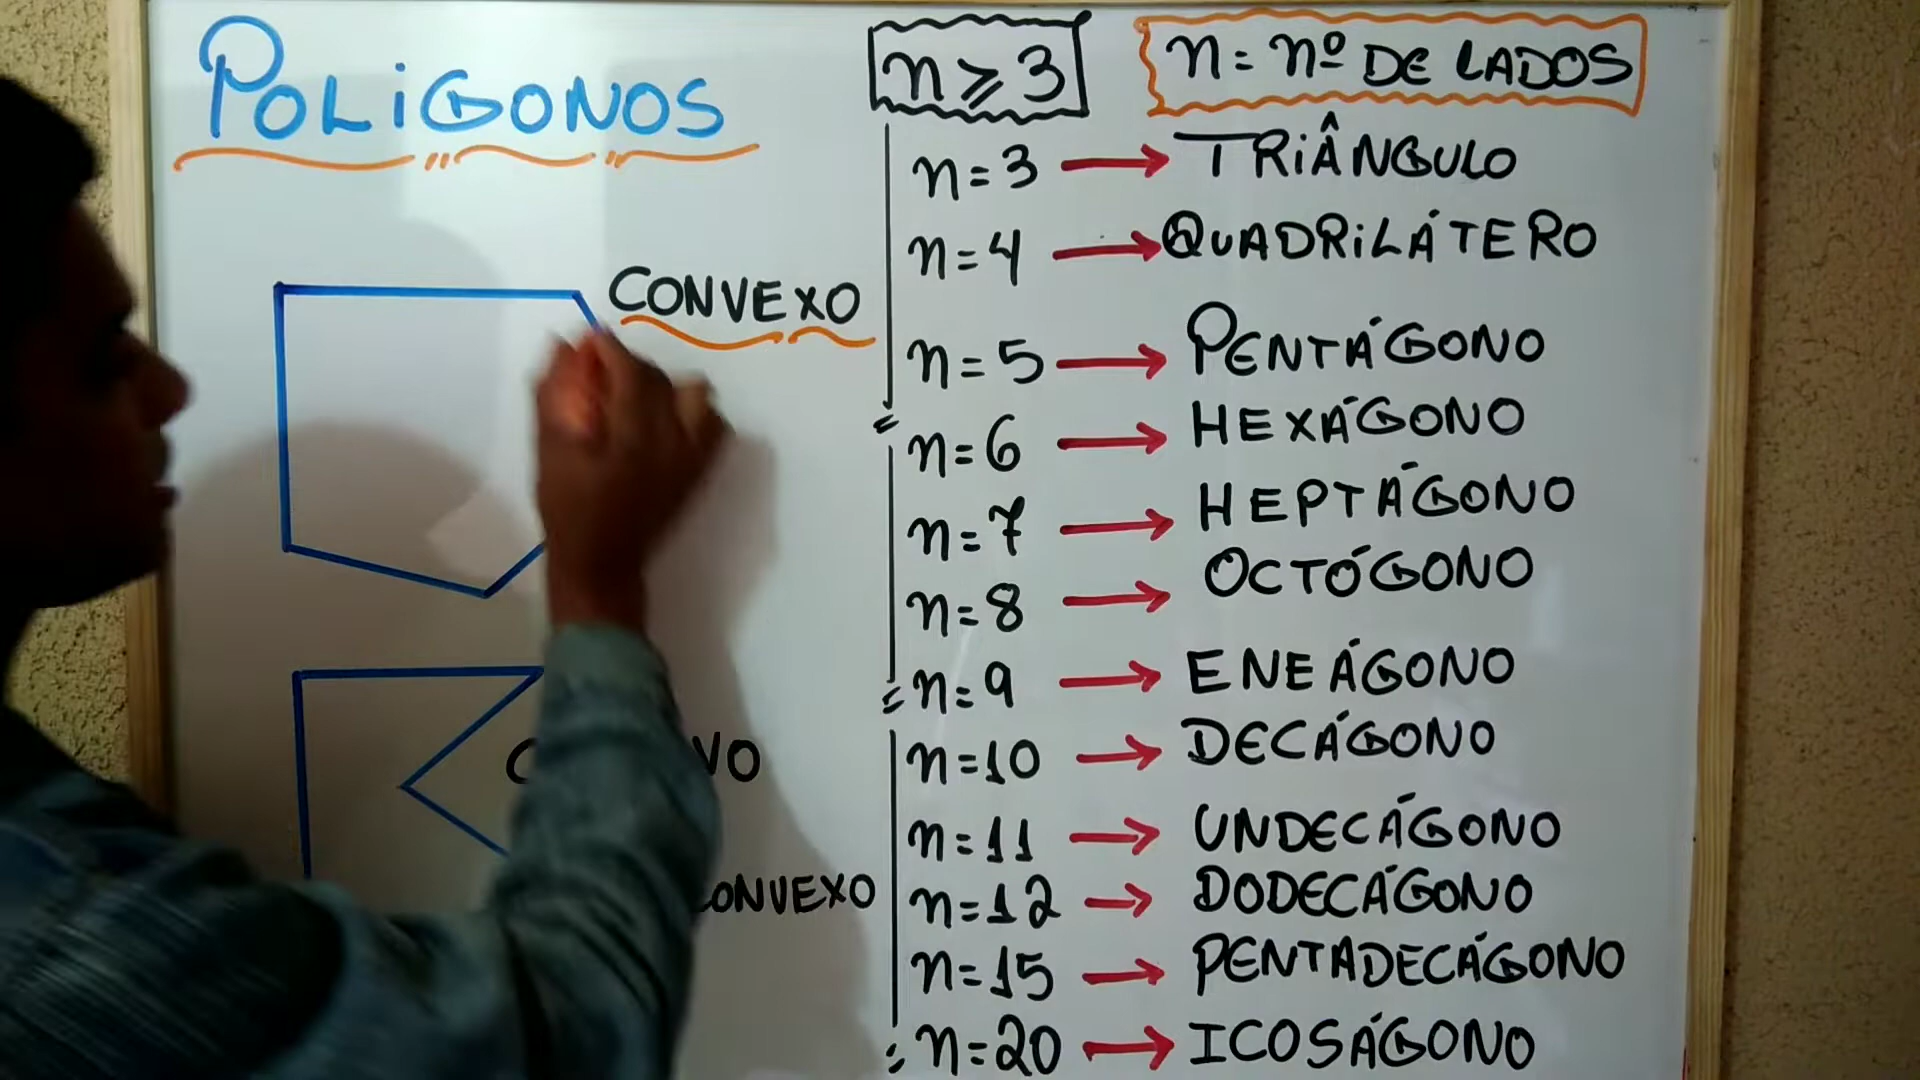 POLIGONOS
CONVEXO
CONVEXO
n ⩾ 3
n = nº DE LADOS
n = 3 → TRIÂNGULO
n = 4 → QUADRILÁTERO
n = 5 → PENTÁGONO
n = 6 → HEXÁGONO
n = 7 → HEPTÁGONO
n = 8 → OCTÓGONO
n = 9 → ENEÁGONO
n = 10 → DECÁGONO
n = 11 → UNDECÁGONO
n = 12 → DODECÁGONO
n = 15 → PENTADECÁGONO
n = 20 → ICOSÁGONO